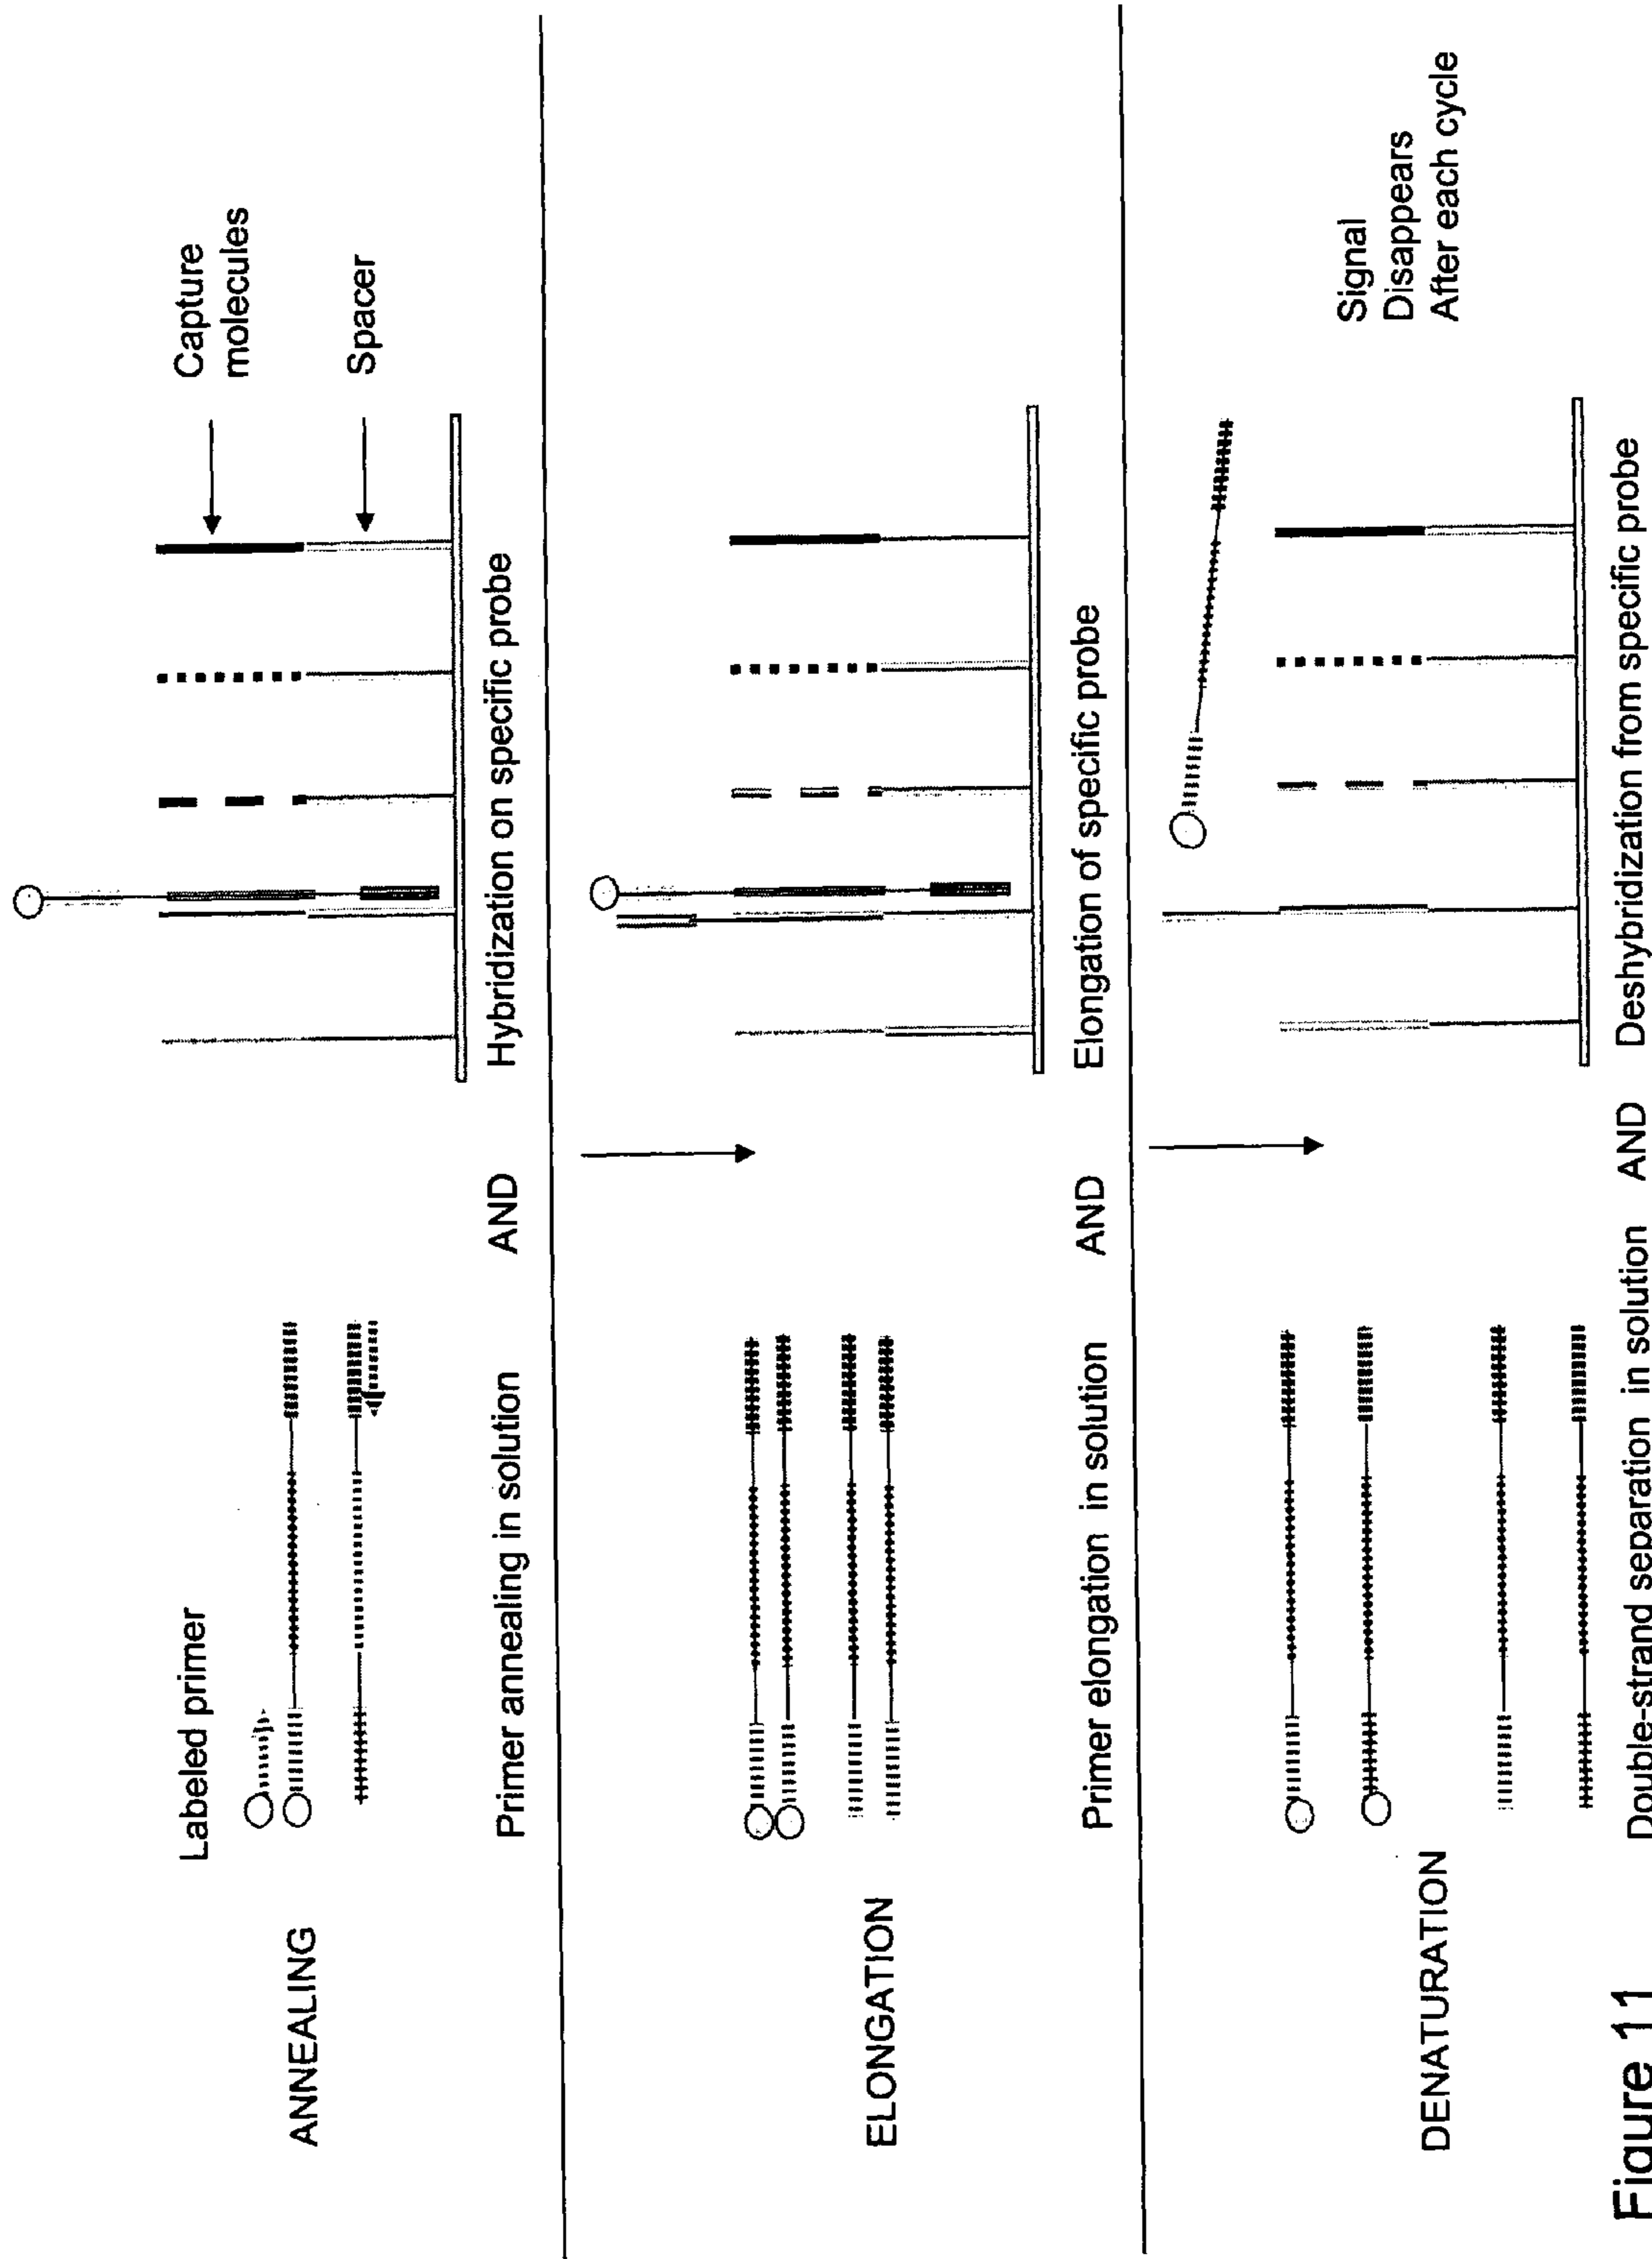 ANNEALING
Labeled primer
Capture
molecules
Spacer
Primer annealing in solution AND Hybridization on specific probe
ELONGATION
Primer elongation in solution AND Elongation of specific probe
DENATURATION
Signal
Disappears
After each cycle
Double-strand separation in solution AND Deshybridization from specific probe
Figure 11